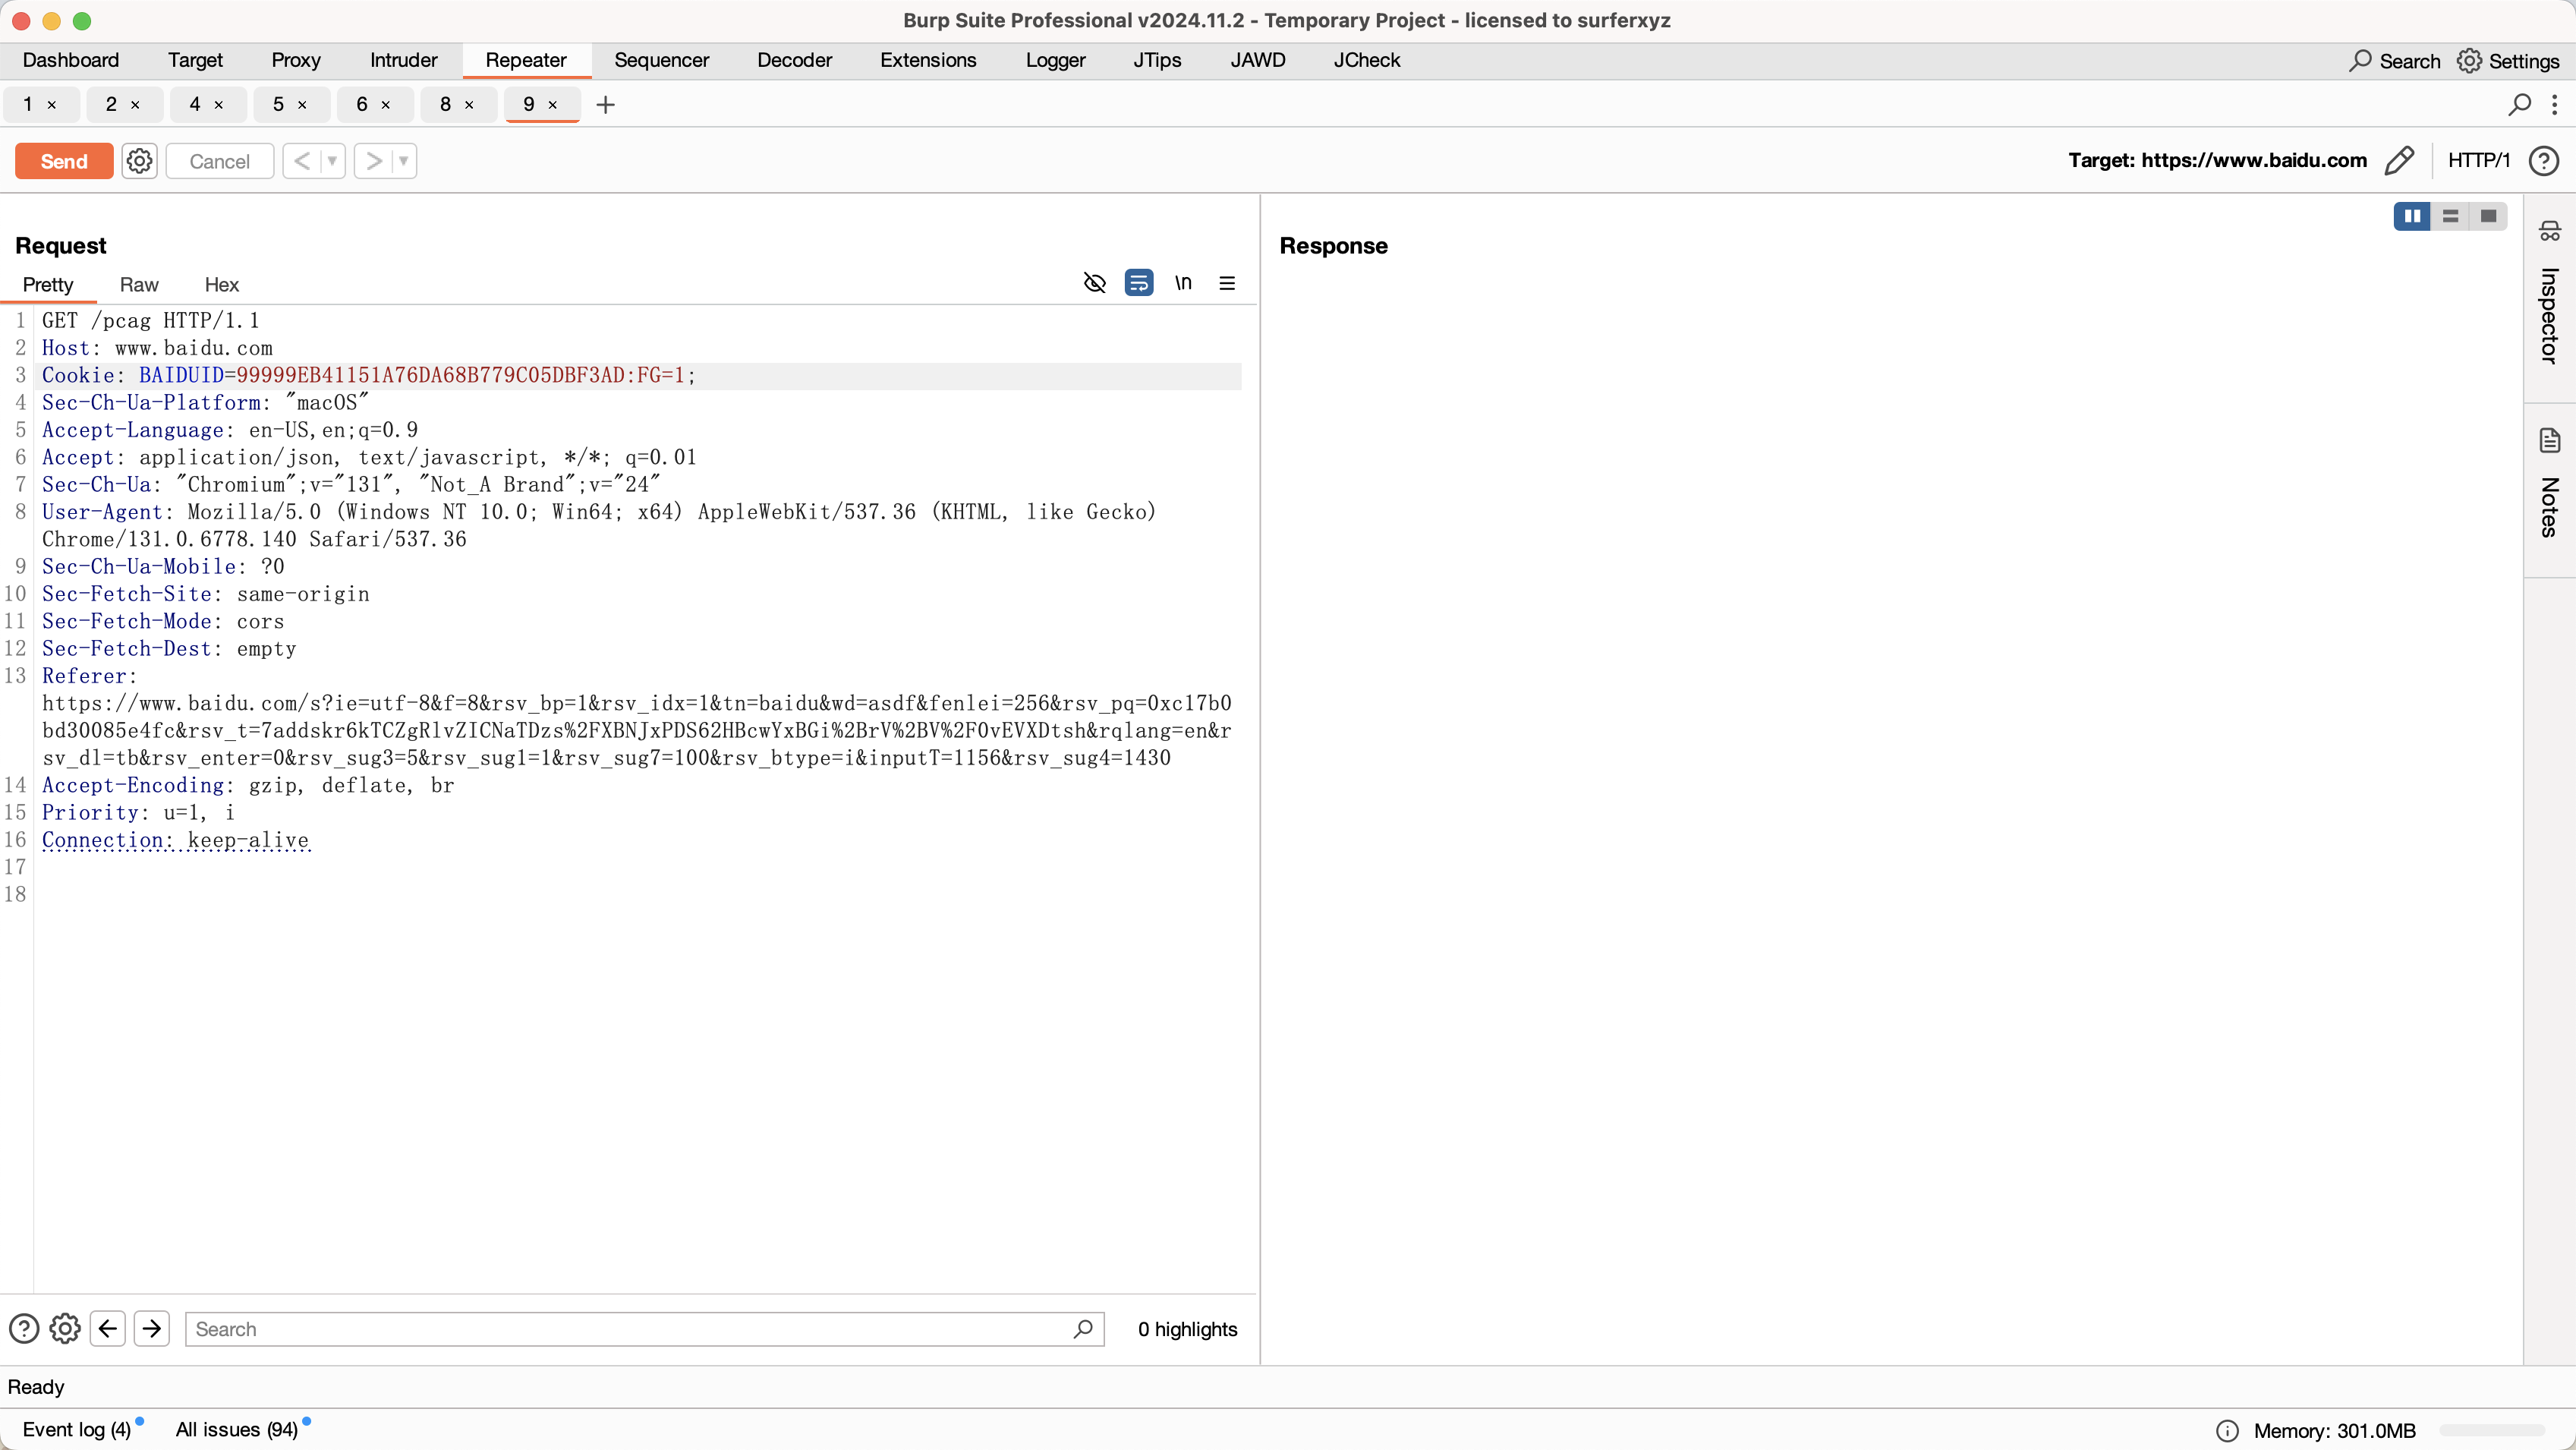 Burp Suite Professional v2024.11.2 - Temporary Project - licensed to surferxyz
Dashboard Target Proxy Intruder Repeater Sequencer Decoder Extensions Logger JTips JAWD JCheck Search Settings
1 × 2 × 4 × 5 × 6 × 8 × 9 × +
Send Cancel < > Target: https://www.baidu.com HTTP/1 ?
Request
Response
Pretty Raw Hex \n
1 GET /pcag HTTP/1.1
2 Host: www.baidu.com
3 Cookie: BAIDUID=99999EB41151A76DA68B779C05DBF3AD:FG=1;
4 Sec-Ch-Ua-Platform: "macOS"
5 Accept-Language: en-US,en;q=0.9
6 Accept: application/json, text/javascript, */*; q=0.01
7 Sec-Ch-Ua: "Chromium";v="131", "Not_A Brand";v="24"
8 User-Agent: Mozilla/5.0 (Windows NT 10.0; Win64; x64) AppleWebKit/537.36 (KHTML, like Gecko)
Chrome/131.0.6778.140 Safari/537.36
9 Sec-Ch-Ua-Mobile: ?0
10 Sec-Fetch-Site: same-origin
11 Sec-Fetch-Mode: cors
12 Sec-Fetch-Dest: empty
13 Referer:
https://www.baidu.com/s?ie=utf-8&f=8&rsv_bp=1&rsv_idx=1&tn=baidu&wd=asdf&fenlei=256&rsv_pq=0xc17b0
bd30085e4fc&rsv_t=7addskr6kTCZgRlvZICNaTDzs%2FXBNJxPDS62HBcwYxBGi%2BrV%2BV%2F0vEVXDtsh&rqlang=en&r
sv_dl=tb&rsv_enter=0&rsv_sug3=5&rsv_sug1=1&rsv_sug7=100&rsv_btype=i&inputT=1156&rsv_sug4=1430
14 Accept-Encoding: gzip, deflate, br
15 Priority: u=1, i
16 Connection: keep-alive
17
18
Inspector
Notes
? Search 0 highlights
Ready
Event log (4) All issues (94) Memory: 301.0MB